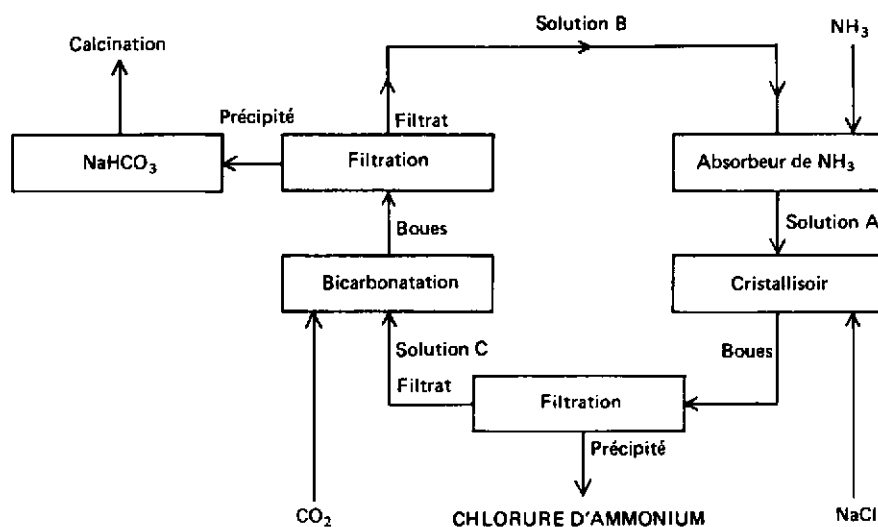 Solution B
NH₃
Calcination
Précipité
Filtrat
NaHCO₃
Filtration
Absorbeur de NH₃
Boues
Solution A
Bicarbonatation
Cristallisoir
Solution C
Filtrat
Boues
Filtration
Précipité
CO₂
CHLORURE D'AMMONIUM
NaCl